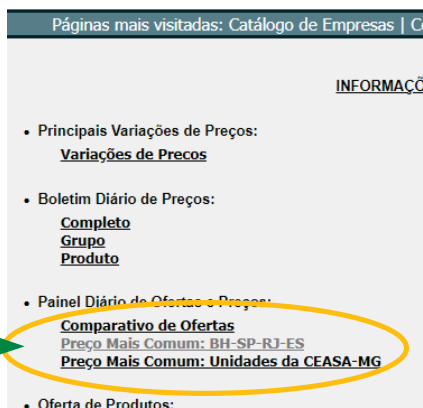 Páginas mais visitadas: Catálogo de Empresas |
INFORMAÇÕ
• Principais Variações de Preços:
Variações de Precos
• Boletim Diário de Preços:
Completo
Grupo
Produto
• Painel Diário de Ofertas e Preços:
Comparativo de Ofertas
Preço Mais Comum: BH-SP-RJ-ES
Preço Mais Comum: Unidades da CEASA-MG
• Oferta de Produtos: